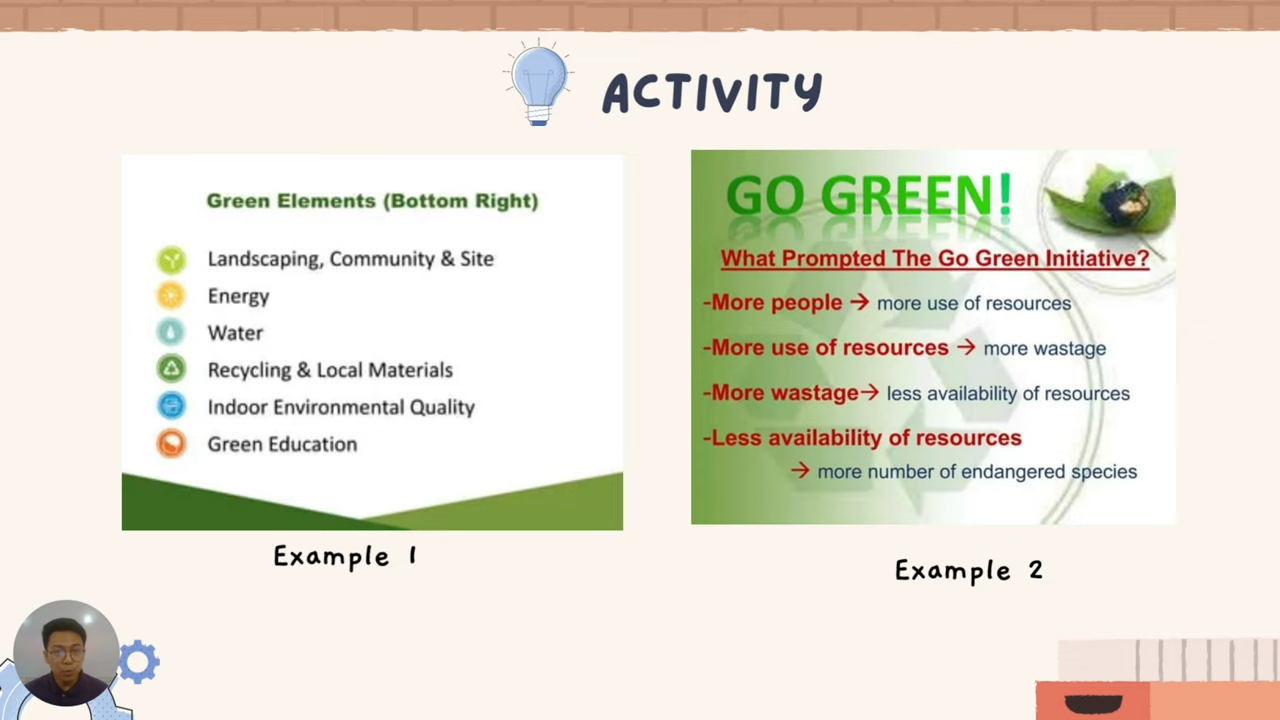 ACTIVITY
Green Elements (Bottom Right)
Landscaping, Community & Site
Energy
Water
Recycling & Local Materials
Indoor Environmental Quality
Green Education
Example 1
GO GREEN!
What Prompted The Go Green Initiative?
-More people → more use of resources
-More use of resources → more wastage
-More wastage→ less availability of resources
-Less availability of resources
→ more number of endangered species
Example 2